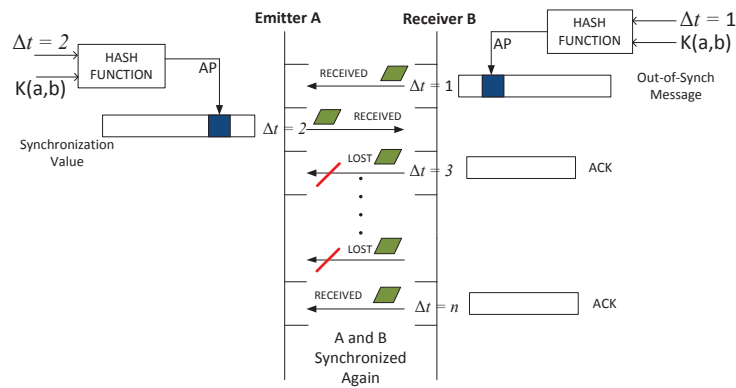 Emitter A
Receiver B
Δt = 2
K(a,b)
HASH
FUNCTION
AP
HASH
FUNCTION
Δt = 1
K(a,b)
AP
RECEIVED
Δt = 1
Out-of-Synch
Message
Δt = 2
RECEIVED
Synchronization
Value
LOST
Δt = 3
ACK
LOST
RECEIVED
Δt = n
ACK
A and B
Synchronized
Again